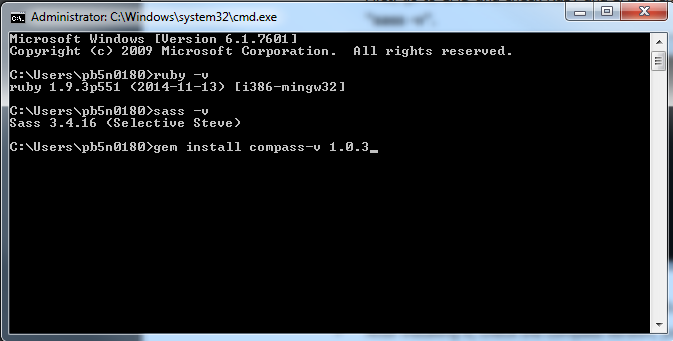 Administrator: C:\Windows\system32\cmd.exe
"sass -v".
Microsoft Windows [Version 6.1.7601]
Copyright (c) 2009 Microsoft Corporation.  All rights reserved.
C:\Users\pb5n0180>ruby -v
ruby 1.9.3p551 (2014-11-13) [i386-mingw32]
C:\Users\pb5n0180>sass -v
Sass 3.4.16 (Selective Steve)
C:\Users\pb5n0180>gem install compass-v 1.0.3_